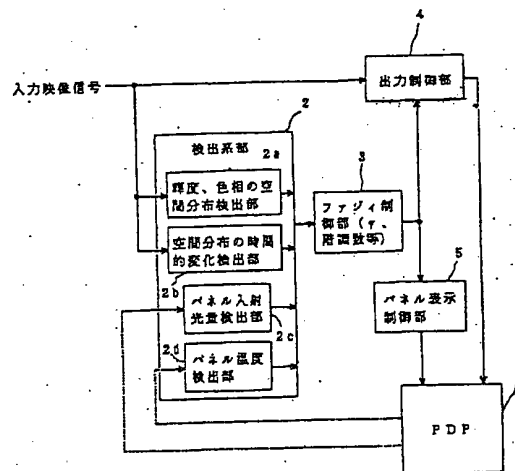 4
入力映像信号
出力制御部
2
検出系部
2a
輝度、色相の空
間分布検出部
3
ファジィ制
御部(γ、
階調数等)
空間分布の時間
的変化検出部
2b
5
パネル入射
光量検出部
2c
パネル表示
制御部
2d
パネル温度
検出部
PDP